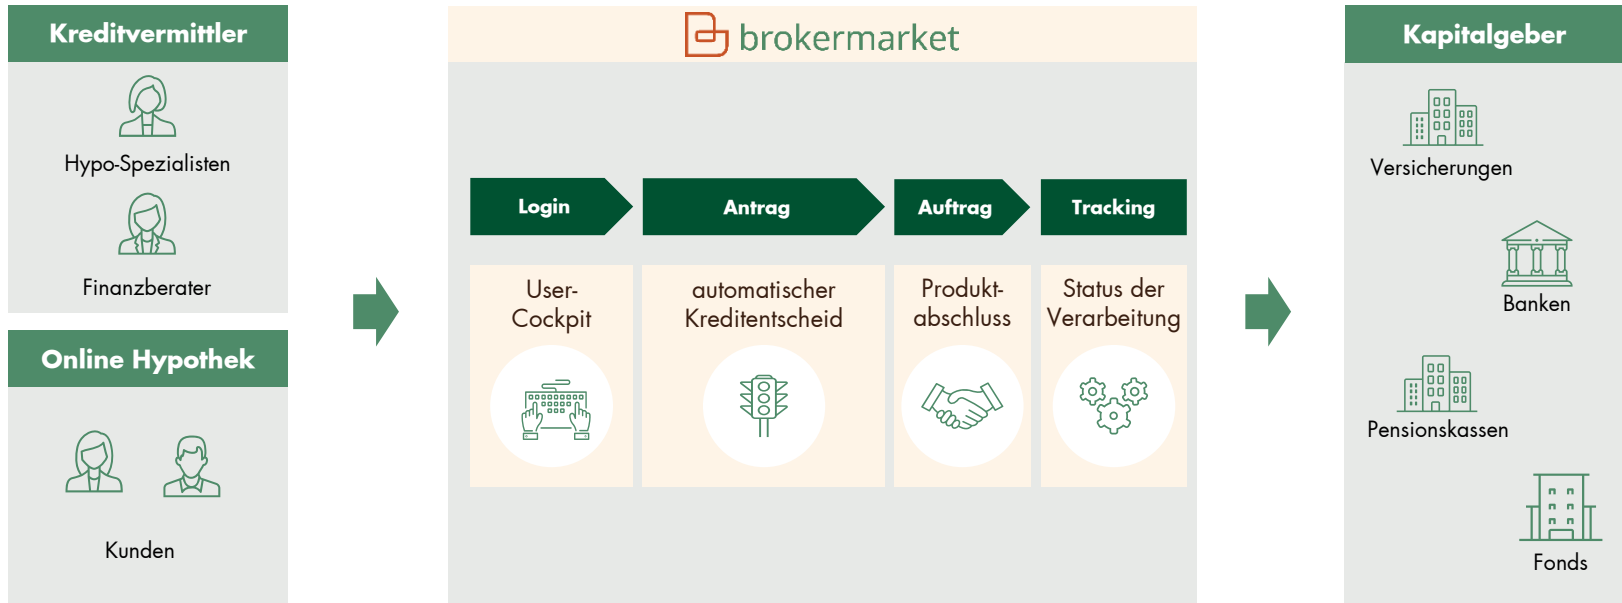 Kreditvermittler
Hypo-Spezialisten
Finanzberater
Online Hypothek
Kunden
brokermarket
Login
Antrag
Auftrag
Tracking
User-
Cockpit
automatischer
Kreditentscheid
Produkt-
abschluss
Status der
Verarbeitung
Kapitalgeber
Versicherungen
Banken
Pensionskassen
Fonds